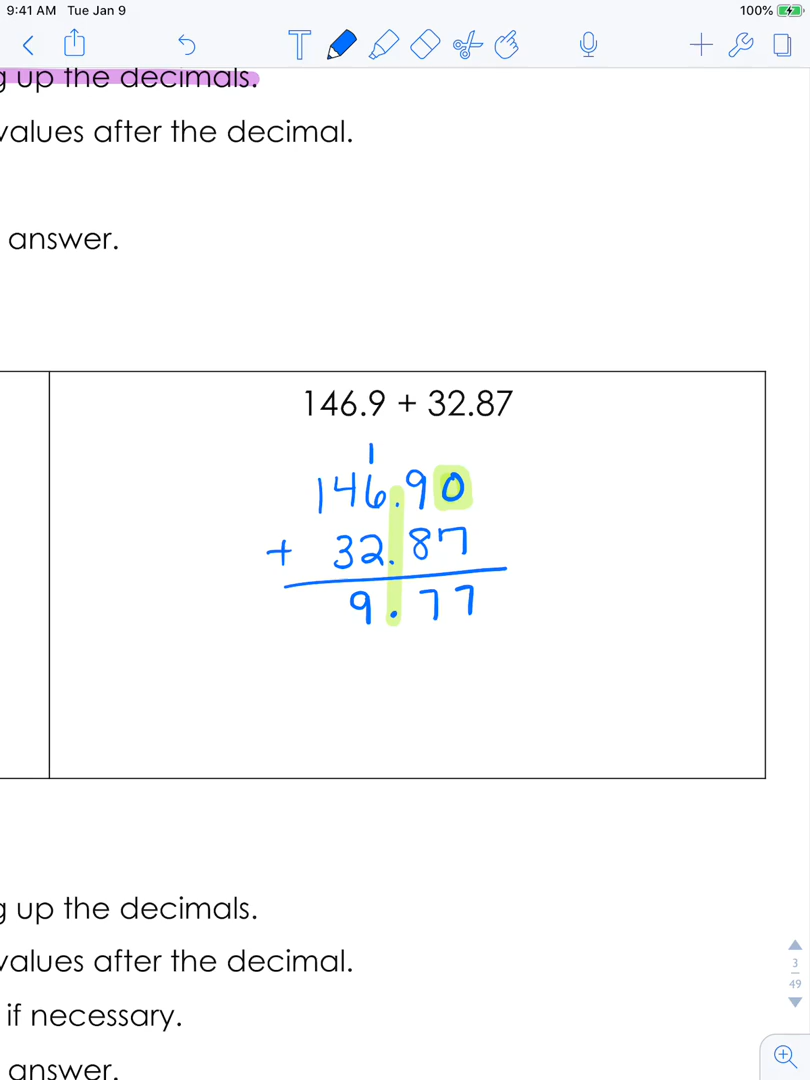 9:41 AM Tue Jan 9 100%
g up the decimals.
values after the decimal.
answer.
146.9 + 32.87
1
146.90
+ 32.87
9.77
g up the decimals.
values after the decimal.
3
49
if necessary.
answer.